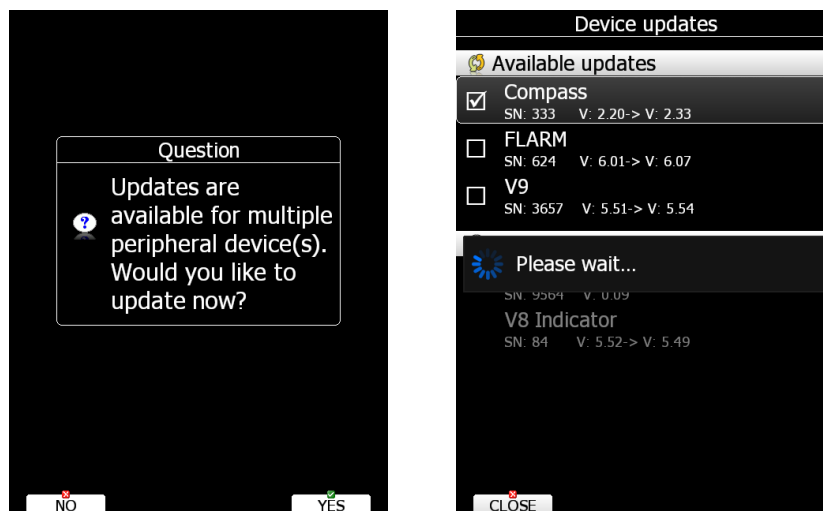 Question
Updates are
available for multiple
peripheral device(s).
Would you like to
update now?
NO
YES
Device updates
Available updates
Compass
SN: 333 V: 2.20-> V: 2.33
FLARM
SN: 624 V: 6.01-> V: 6.07
V9
SN: 3657 V: 5.51-> V: 5.54
Please wait...
SN: 9564 V: 0.09
V8 Indicator
SN: 84 V: 5.52-> V: 5.49
CLOSE